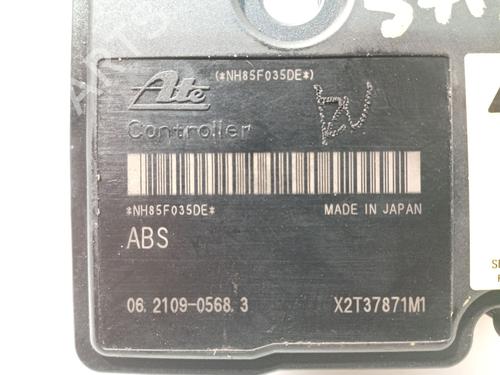 (*NH85F035DE*)
Ate
Controller
*NH85F035DE*
MADE IN JAPAN
ABS
06.2109-0568.3
X2T37871M1